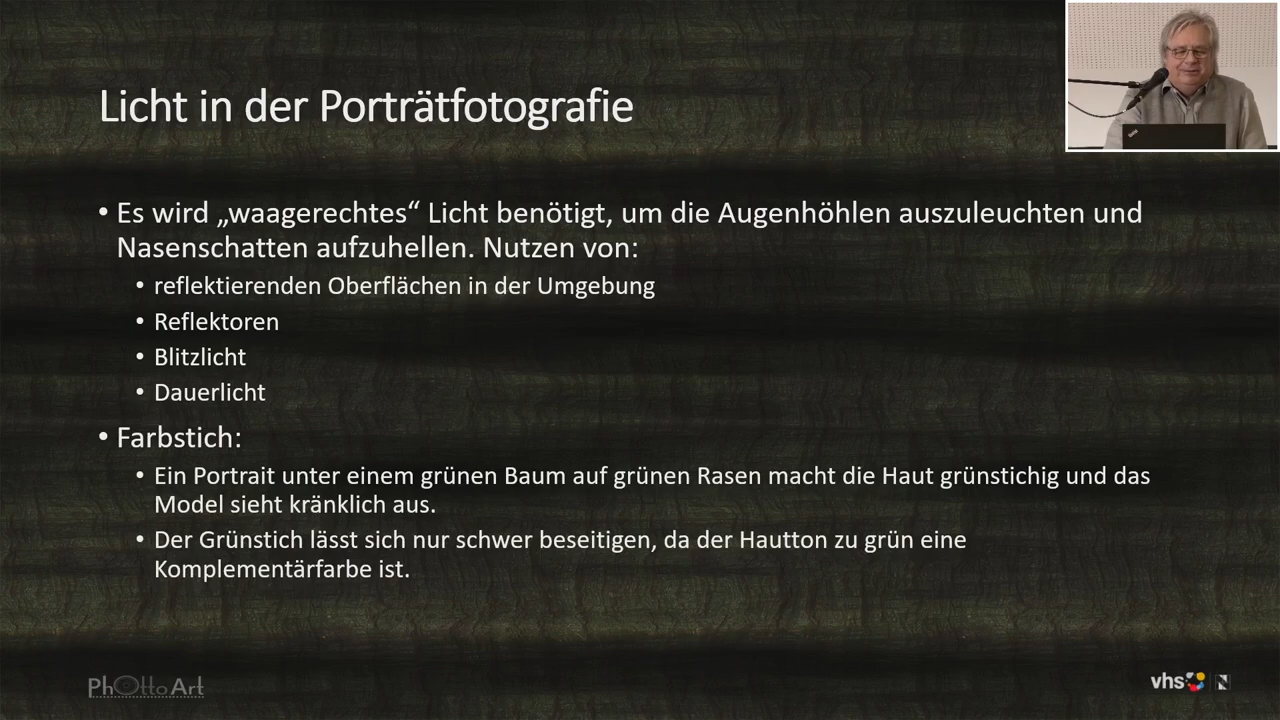 Licht in der Porträtfotografie
• Es wird „waagerechtes“ Licht benötigt, um die Augenhöhlen auszuleuchten und
Nasenschatten aufzuhellen. Nutzen von:
• reflektierenden Oberflächen in der Umgebung
• Reflektoren
• Blitzlicht
• Dauerlicht
• Farbstich:
• Ein Portrait unter einem grünen Baum auf grünen Rasen macht die Haut grünstichig und das
Model sieht kränklich aus.
• Der Grünstich lässt sich nur schwer beseitigen, da der Hautton zu grün eine
Komplementärfarbe ist.
PhOttoArt
vhs